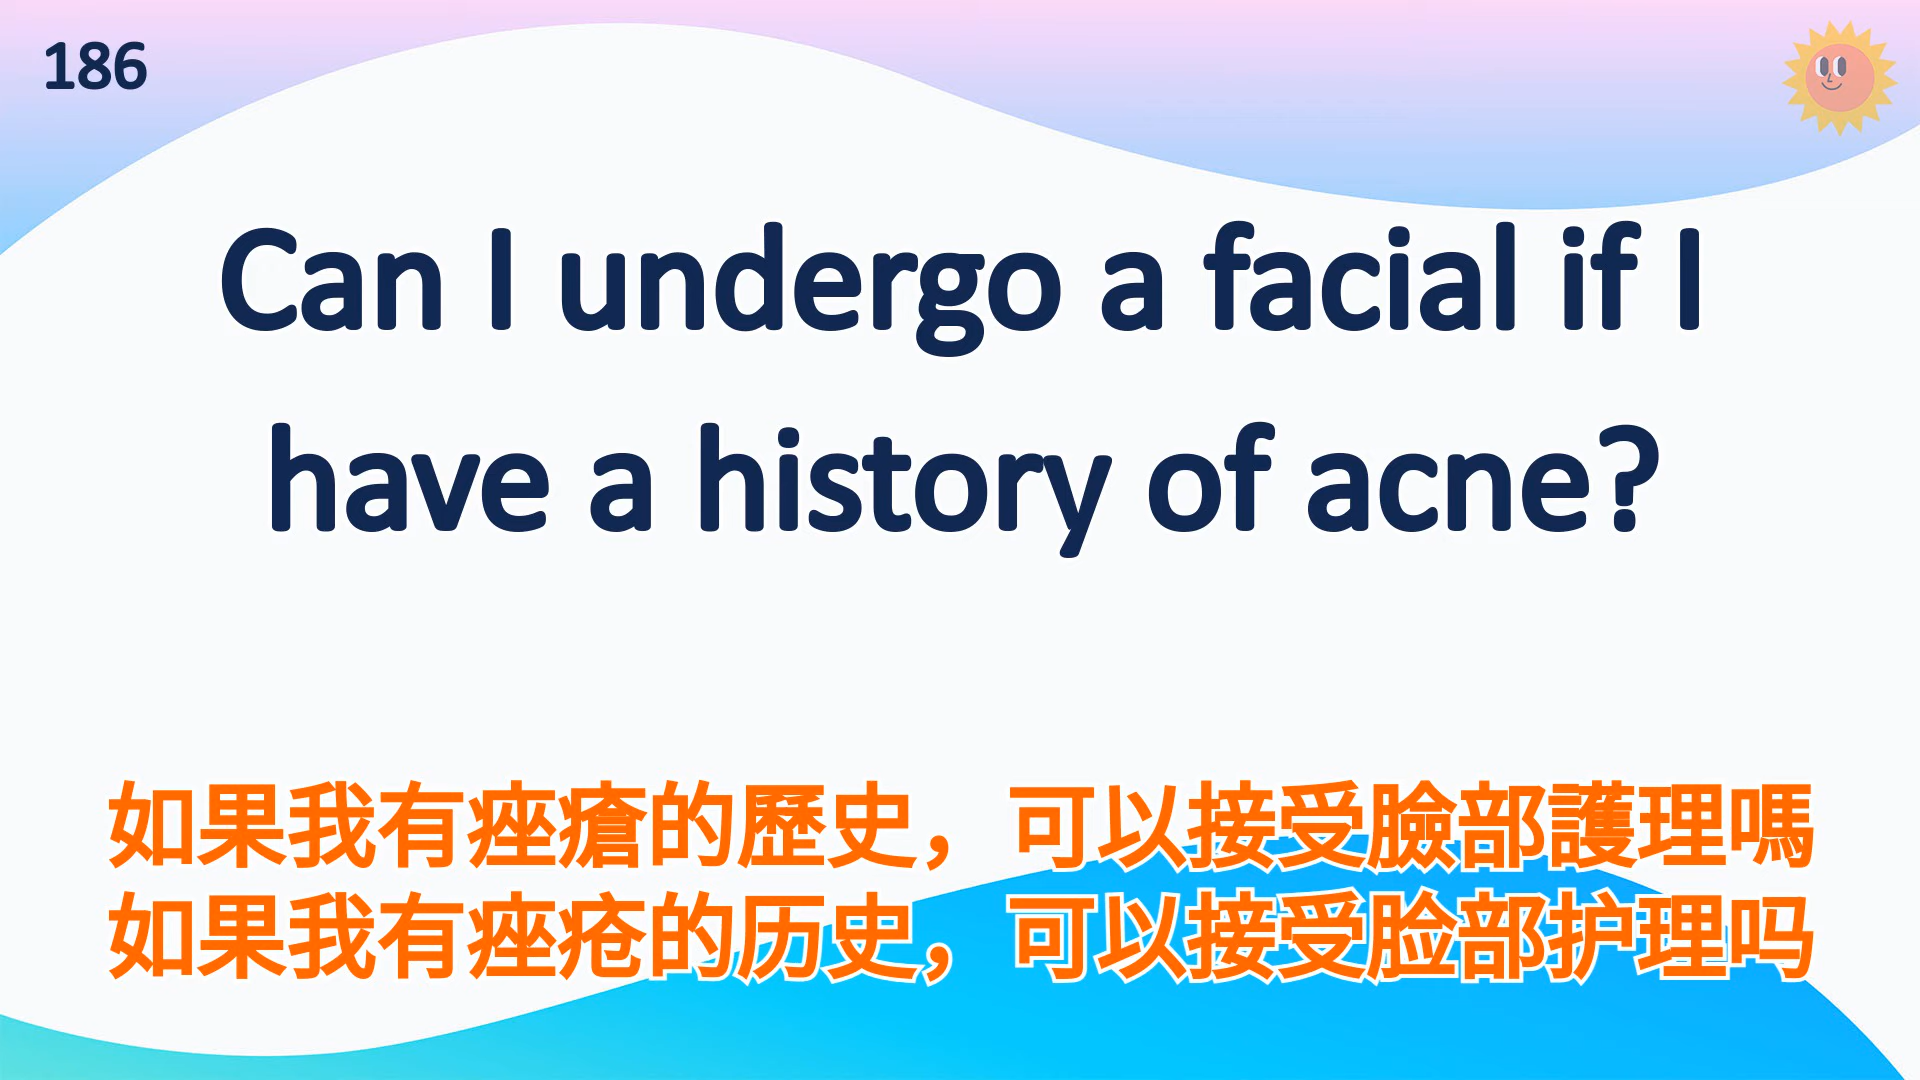 186
Can I undergo a facial if I
have a history of acne?
如果我有痤瘡的歷史，可以接受臉部護理嗎
如果我有痤疮的历史，可以接受脸部护理吗